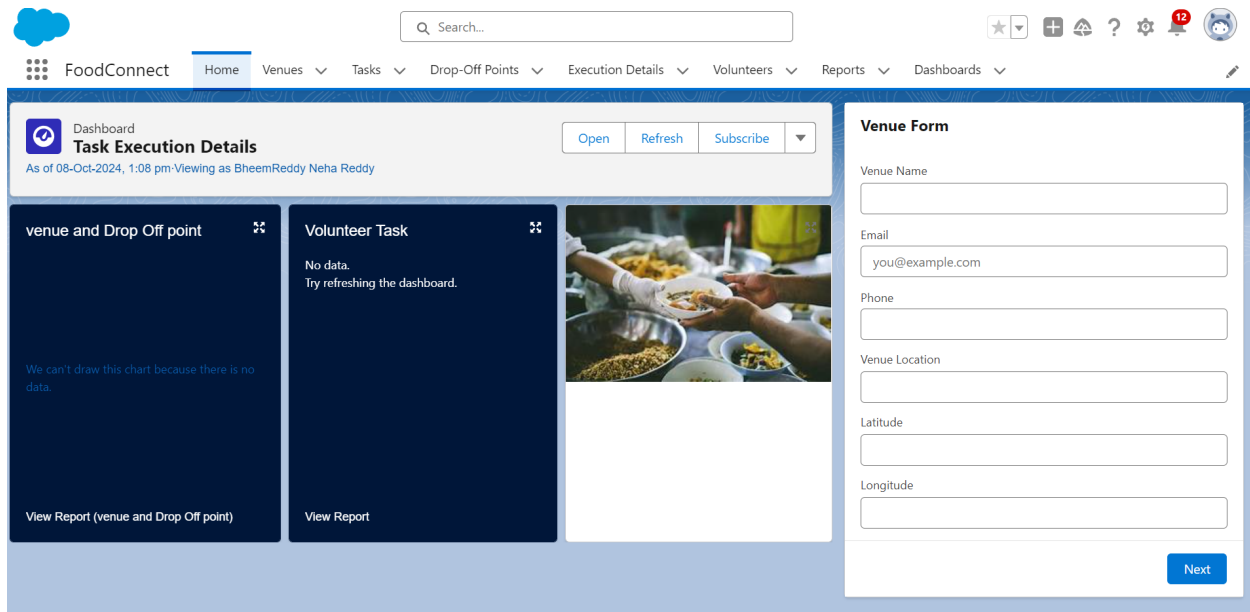 Search...
12
FoodConnect
Home
Venues
Tasks
Drop-Off Points
Execution Details
Volunteers
Reports
Dashboards
Dashboard
Task Execution Details
As of 08-Oct-2024, 1:08 pm·Viewing as BheemReddy Neha Reddy
Open
Refresh
Subscribe
venue and Drop Off point
We can't draw this chart because there is no
data.
View Report (venue and Drop Off point)
Volunteer Task
No data.
Try refreshing the dashboard.
View Report
Venue Form
Venue Name
Email
you@example.com
Phone
Venue Location
Latitude
Longitude
Next